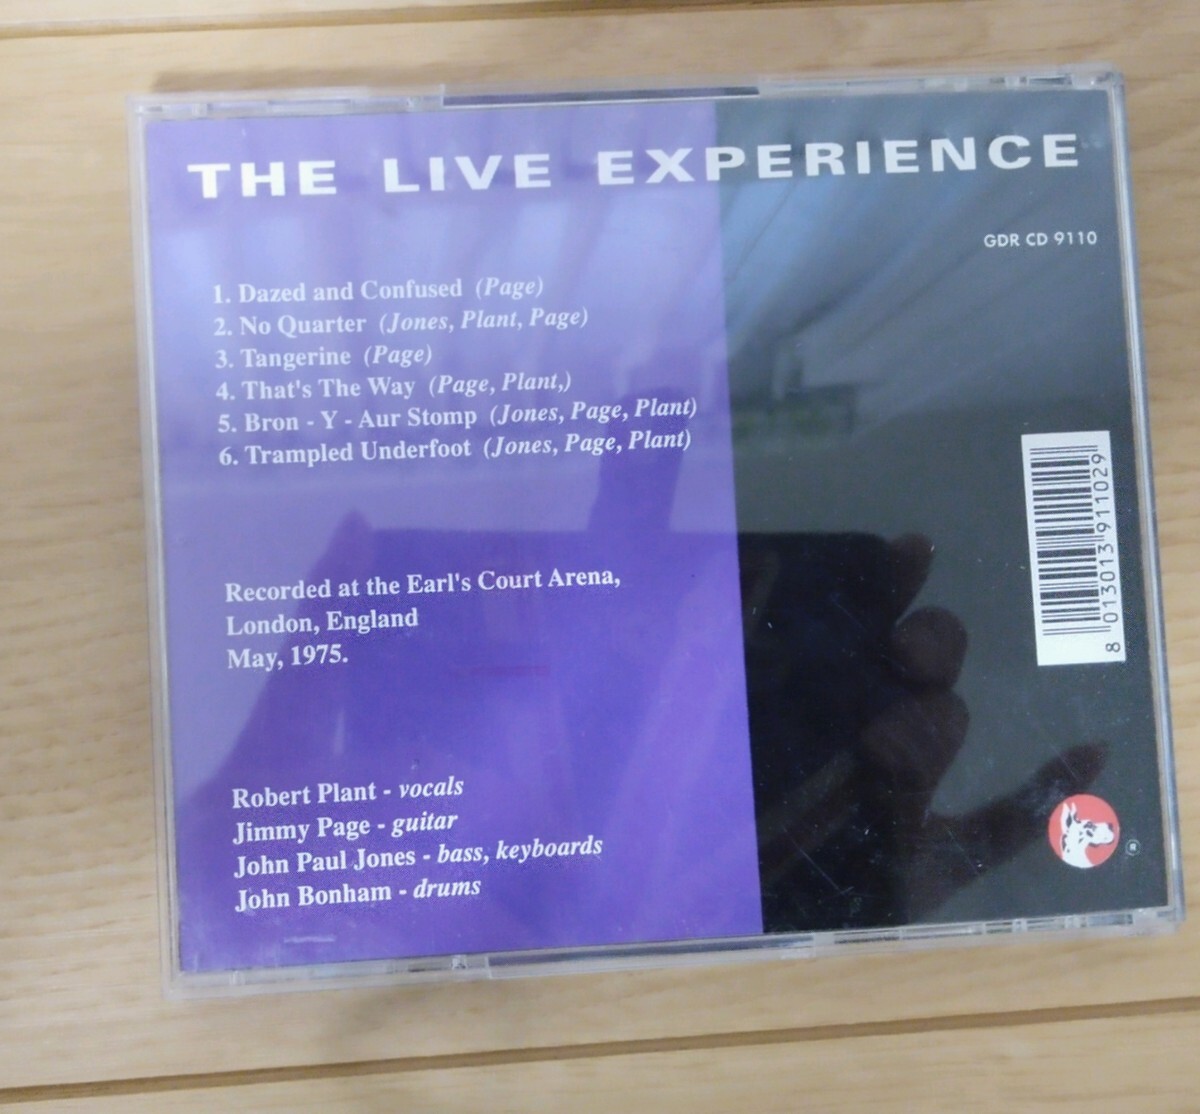 THE LIVE EXPERIENCE
GDR CD 9110
1. Dazed and Confused (Page)
2. No Quarter (Jones, Plant, Page)
3. Tangerine (Page)
4. That's The Way (Page, Plant,)
5. Bron - Y - Aur Stomp (Jones, Page, Plant)
6. Trampled Underfoot (Jones, Page, Plant)
Recorded at the Earl's Court Arena,
London, England
May, 1975.
8 013013 911029
Robert Plant - vocals
Jimmy Page - guitar
John Paul Jones - bass, keyboards
John Bonham - drums
®